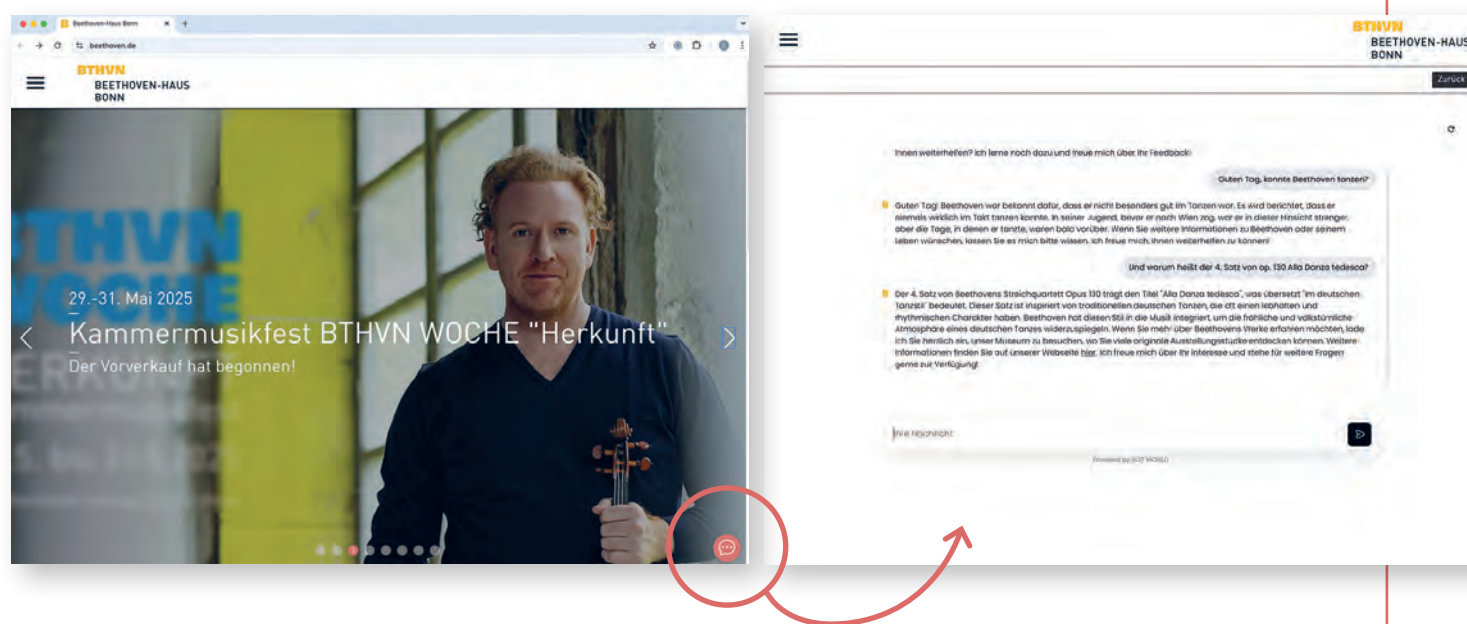 Beethoven-Haus Bonn
beethoven.de
BTHVN
BEETHOVEN-HAUS
BONN
BTHVN
WOCHE
HERKUNFT
29.-31. Mai 2025
Kammermusikfest BTHVN WOCHE "Herkunft"
Der Vorverkauf hat begonnen!
BTHVN
BEETHOVEN-HAUS
BONN
Zurück
Ihnen weiterhelfen? Ich lerne noch dazu und freue mich über Ihr Feedback!
Guten Tag, konnte Beethoven tanzen?
Guten Tag! Beethoven war bekannt dafür, dass er nicht besonders gut im Tanzen war. Es wird berichtet, dass er
niemals wirklich im Takt tanzen konnte. In seiner Jugend, bevor er nach Wien zog, war er in dieser Hinsicht strenger,
aber die Tage, in denen er tanzte, waren bald vorüber. Wenn Sie weitere Informationen zu Beethoven oder seinem
Leben wünschen, lassen Sie es mich bitte wissen. Ich freue mich, Ihnen weiterhelfen zu können!
Und warum heißt der 4. Satz von op. 130 Alla Danza tedesca?
Der 4. Satz von Beethovens Streichquartett Opus 130 trägt den Titel "Alla Danza tedesca", was übersetzt "im deutschen
Tanzstil" bedeutet. Dieser Satz ist inspiriert von traditionellen deutschen Tänzen, die oft einen lebhaften und
rhythmischen Charakter haben. Beethoven hat diesen Stil in die Musik integriert, um die fröhliche und volkstümliche
Atmosphäre eines deutschen Tanzes widerzuspiegeln. Wenn Sie mehr über Beethovens Werke erfahren möchten, lade
ich Sie herzlich ein, unser Museum zu besuchen, wo Sie viele originale Ausstellungsstücke entdecken können. Weitere
Informationen finden Sie auf unserer Webseite hier. Ich freue mich über Ihr Interesse und stehe für weitere Fragen
gerne zur Verfügung!
Ihre Nachricht
Powered by